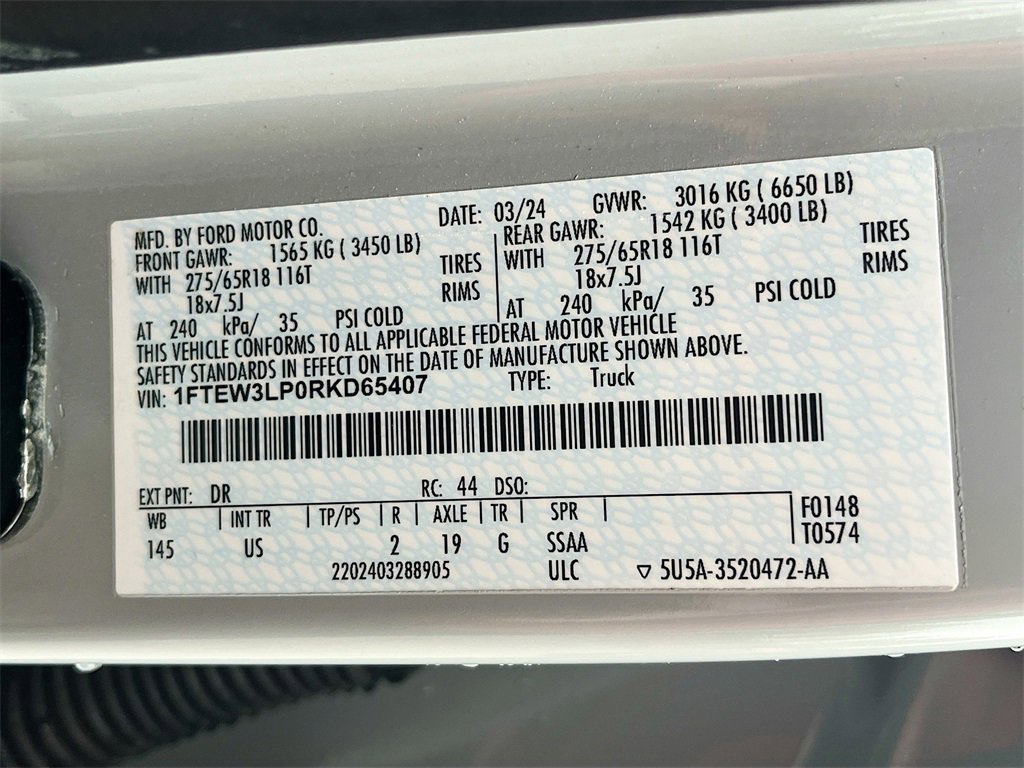 MFD. BY FORD MOTOR CO. DATE: 03/24 GVWR: 3016 KG ( 6650 LB)
FRONT GAWR: 1565 KG ( 3450 LB) REAR GAWR: 1542 KG ( 3400 LB)
WITH 275/65R18 116T TIRES WITH 275/65R18 116T TIRES
18x7.5J RIMS 18x7.5J RIMS
AT 240 kPa/ 35 PSI COLD AT 240 kPa/ 35 PSI COLD
THIS VEHICLE CONFORMS TO ALL APPLICABLE FEDERAL MOTOR VEHICLE
SAFETY STANDARDS IN EFFECT ON THE DATE OF MANUFACTURE SHOWN ABOVE.
VIN: 1FTEW3LP0RKD65407 TYPE: Truck
EXT PNT: DR RC: 44 DSO:
WB INT TR TP/PS R AXLE TR SPR F0148
145 US 2 19 G SSAA T0574
2202403288905 ULC ▽ 5U5A-3520472-AA